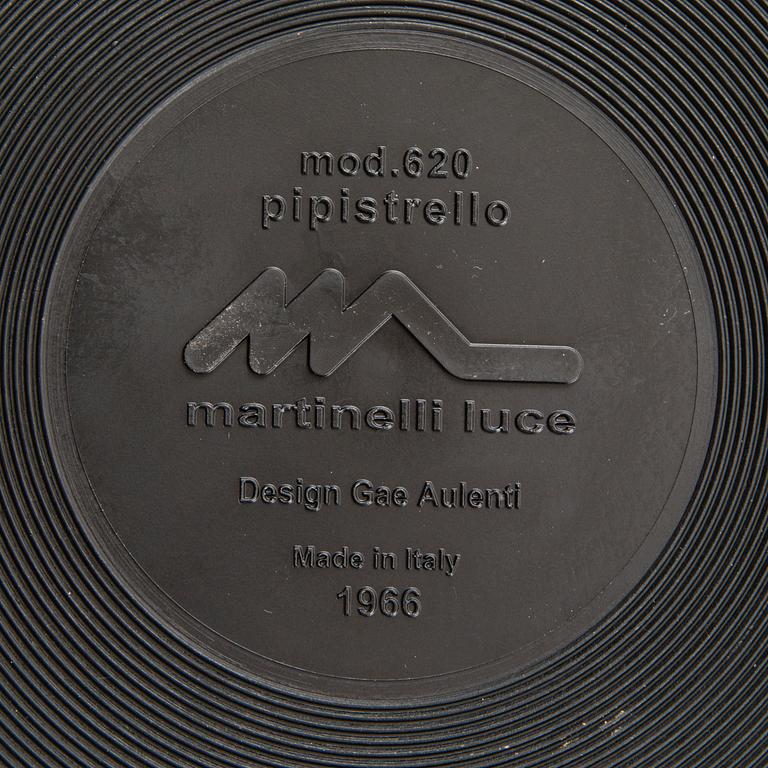 mod.620
pipistrello
martinelli luce
Design Gae Aulenti
Made in Italy
1966